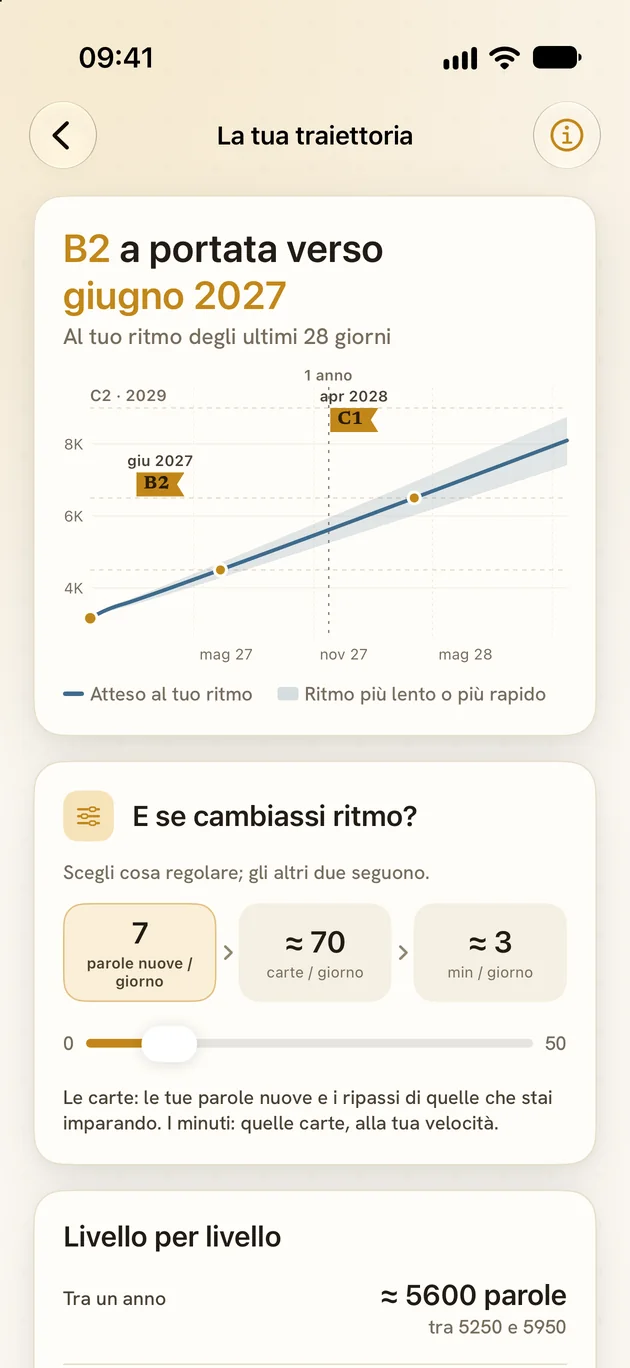 09:41
La tua traiettoria
B2 a portata verso
giugno 2027
Al tuo ritmo degli ultimi 28 giorni
1 anno
C2 · 2029
apr 2028
C1
8K
giu 2027
B2
6K
4K
mag 27
nov 27
mag 28
Atteso al tuo ritmo
Ritmo più lento o più rapido
E se cambiassi ritmo?
Scegli cosa regolare; gli altri due seguono.
7
parole nuove /
giorno
≈ 70
carte / giorno
≈ 3
min / giorno
0
50
Le carte: le tue parole nuove e i ripassi di quelle che stai
imparando. I minuti: quelle carte, alla tua velocità.
Livello per livello
Tra un anno
≈ 5600 parole
tra 5250 e 5950